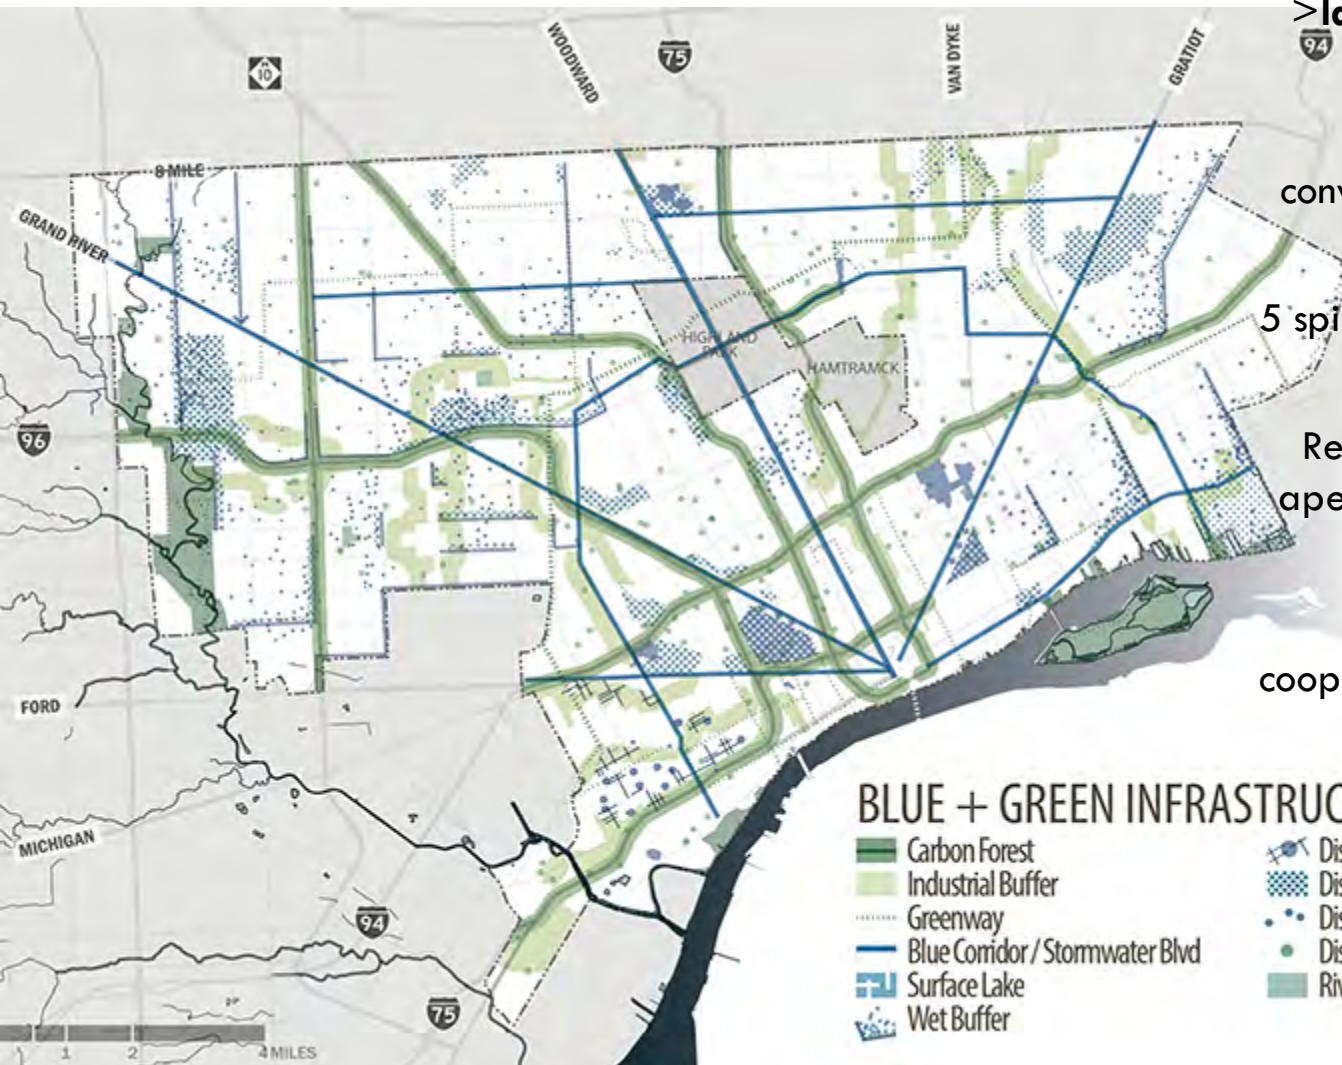 >la
WOODWARD
75
VAN DYKE
GRATIOT
94
10
8 MILE
conv
GRAND RIVER
5 spi
HIGHLAND
PARK
HAMTRAMCK
96
Re
ape
coop
FORD
MICHIGAN
94
75
1 2 4 MILES
BLUE + GREEN INFRASTRUC
Carbon Forest
Industrial Buffer
Greenway
Blue Corridor / Stormwater Blvd
Surface Lake
Wet Buffer
Dis
Dis
Dis
Dis
Riv